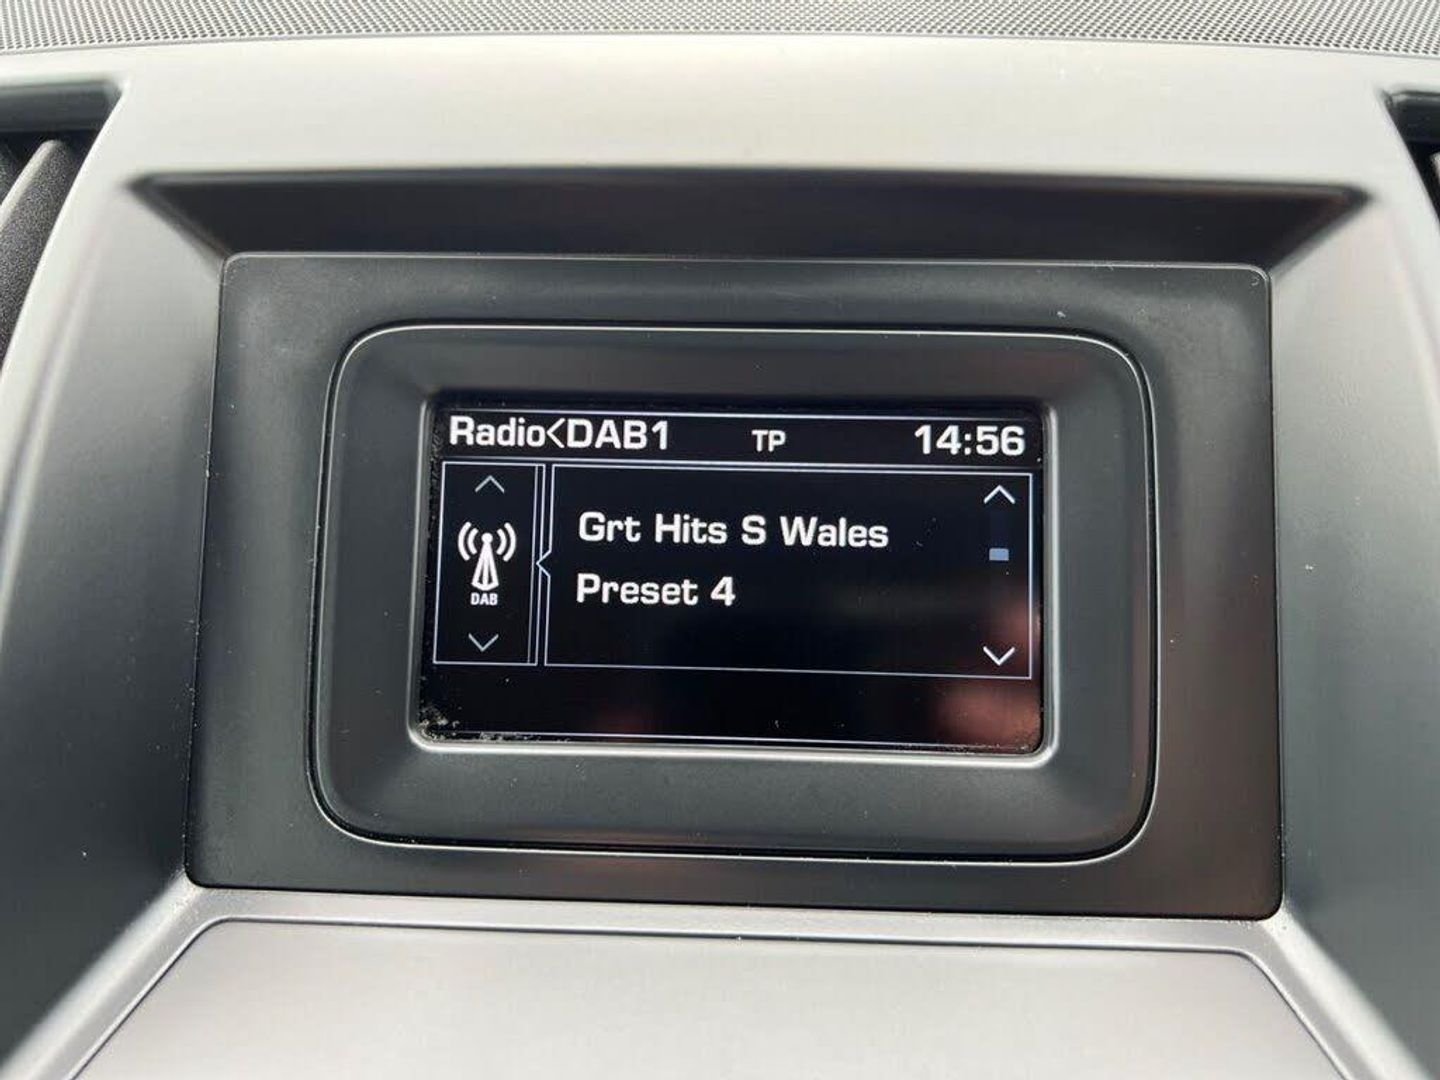 Radio<DAB1 TP 14:56
Grt Hits S Wales
Preset 4
DAB